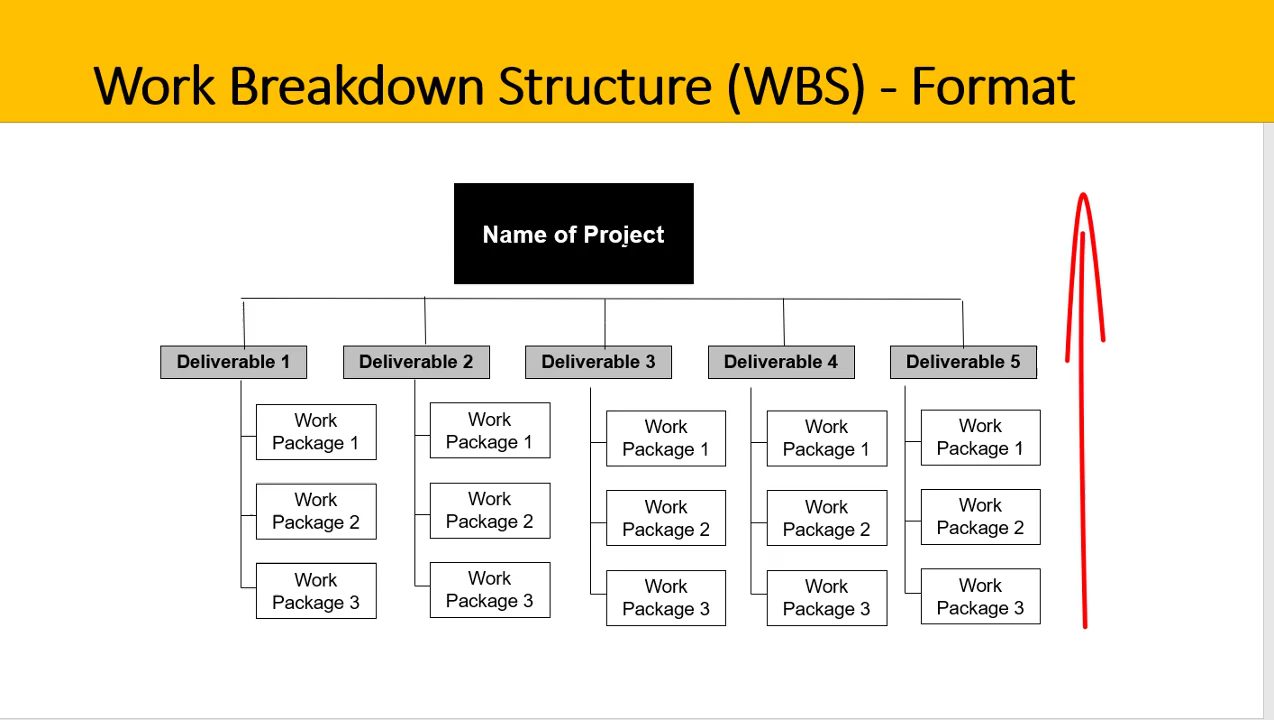 Work Breakdown Structure (WBS) - Format
Name of Project
Deliverable 1
Work
Package 1
Work
Package 2
Work
Package 3
Deliverable 2
Work
Package 1
Work
Package 2
Work
Package 3
Deliverable 3
Work
Package 1
Work
Package 2
Work
Package 3
Deliverable 4
Work
Package 1
Work
Package 2
Work
Package 3
Deliverable 5
Work
Package 1
Work
Package 2
Work
Package 3